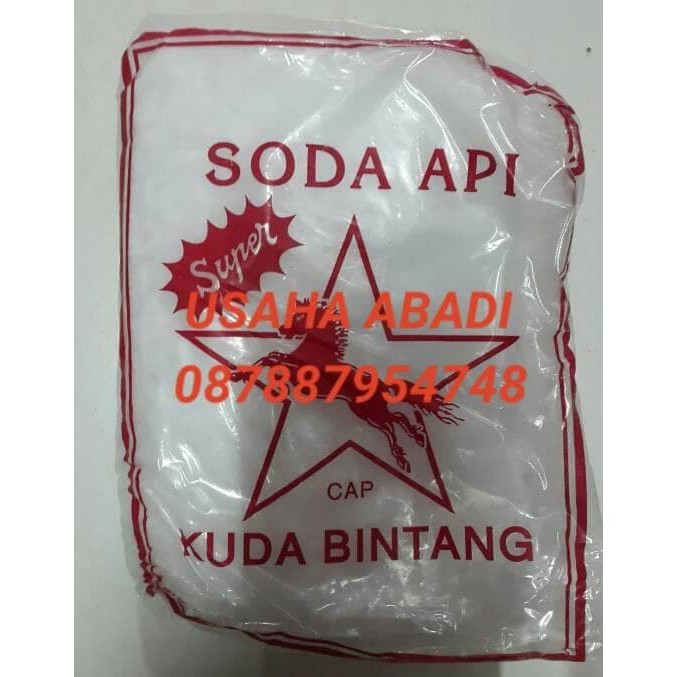 SODA API
Super
USAHA ABADI
087887954748
CAP
KUDA BINTANG